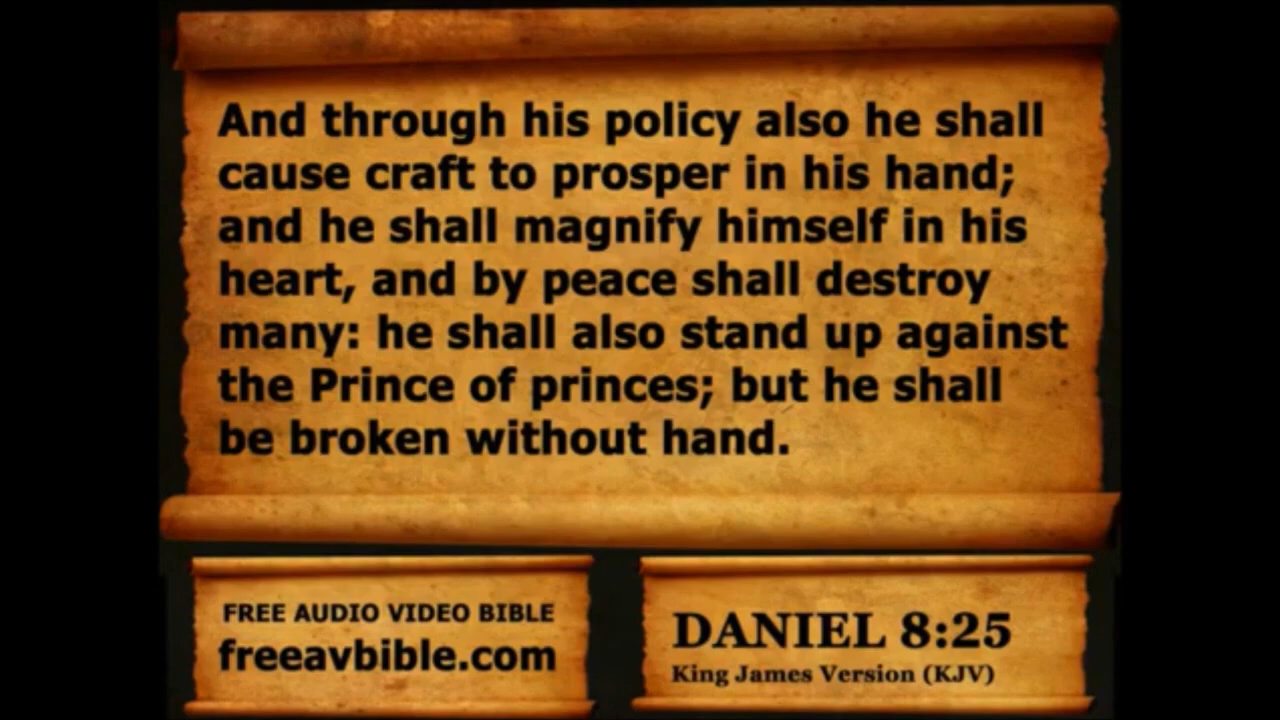 And through his policy also he shall
cause craft to prosper in his hand;
and he shall magnify himself in his
heart, and by peace shall destroy
many: he shall also stand up against
the Prince of princes; but he shall
be broken without hand.
FREE AUDIO VIDEO BIBLE
freeavbible.com
DANIEL 8:25
King James Version (KJV)